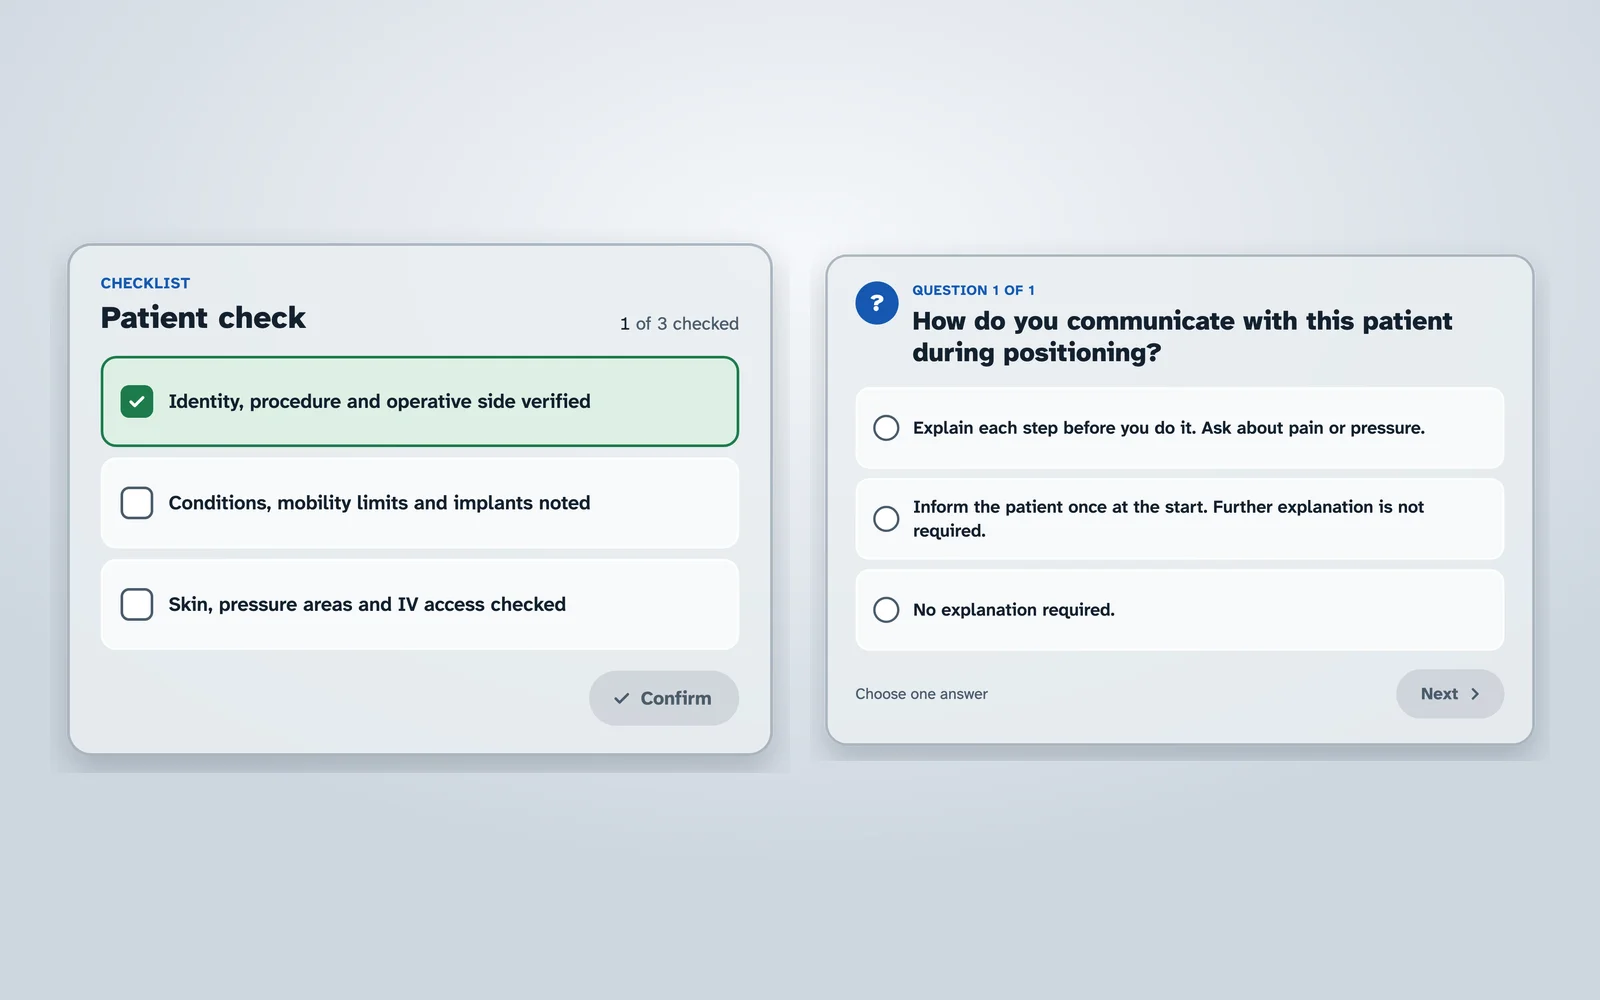 CHECKLIST
Patient check
1 of 3 checked
Identity, procedure and operative side verified
Conditions, mobility limits and implants noted
Skin, pressure areas and IV access checked
Confirm
?
QUESTION 1 OF 1
How do you communicate with this patient
during positioning?
Explain each step before you do it. Ask about pain or pressure.
Inform the patient once at the start. Further explanation is not
required.
No explanation required.
Choose one answer
Next